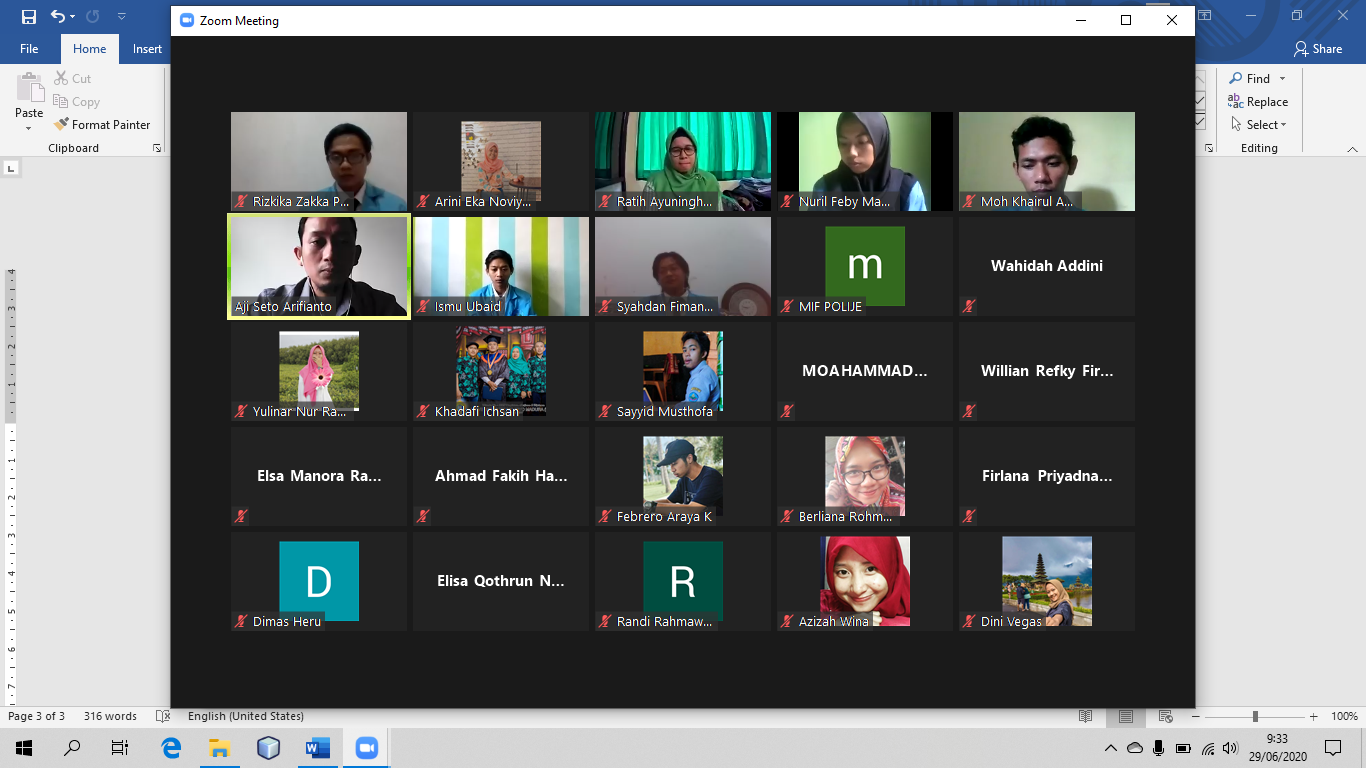 Zoom Meeting
File
Home
Insert
Share
Paste
Cut
Copy
Format Painter
Clipboard
Find
Replace
Select
Editing
Rizkika Zakka P...
Arini Eka Noviy...
Ratih Ayuningh...
Nuril Feby Ma...
Moh Khairul A...
Aji Seto Arifianto
Ismu Ubaid
Syahdan Fiman...
m
MIF POLIJE
Wahidah Addini
Yulinar Nur Ra...
Khadafi Ichsan
Sayyid Musthofa
MOAHAMMAD...
Willian Refky Fir...
Elsa Manora Ra...
Ahmad Fakih Ha...
Febrero Araya K
Berliana Rohm...
Firlana Priyadna...
D
Dimas Heru
Elisa Qothrun N...
R
Randi Rahmaw...
Azizah Wina
Dini Vegas
Page 3 of 3
316 words
English (United States)
100%
9:33
29/06/2020